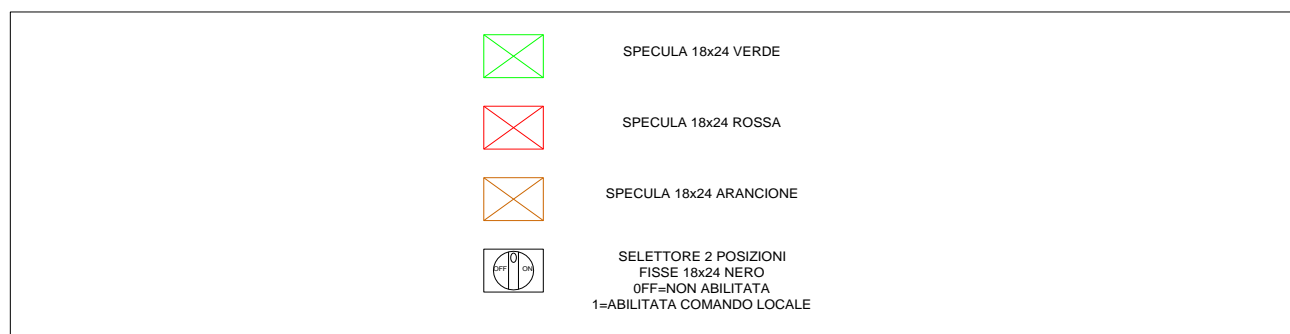 SPECULA 18x24 VERDE
SPECULA 18x24 ROSSA
SPECULA 18x24 ARANCIONE
OFF ON
SELETTORE 2 POSIZIONI
FISSE 18x24 NERO
0FF=NON ABILITATA
1=ABILITATA COMANDO LOCALE